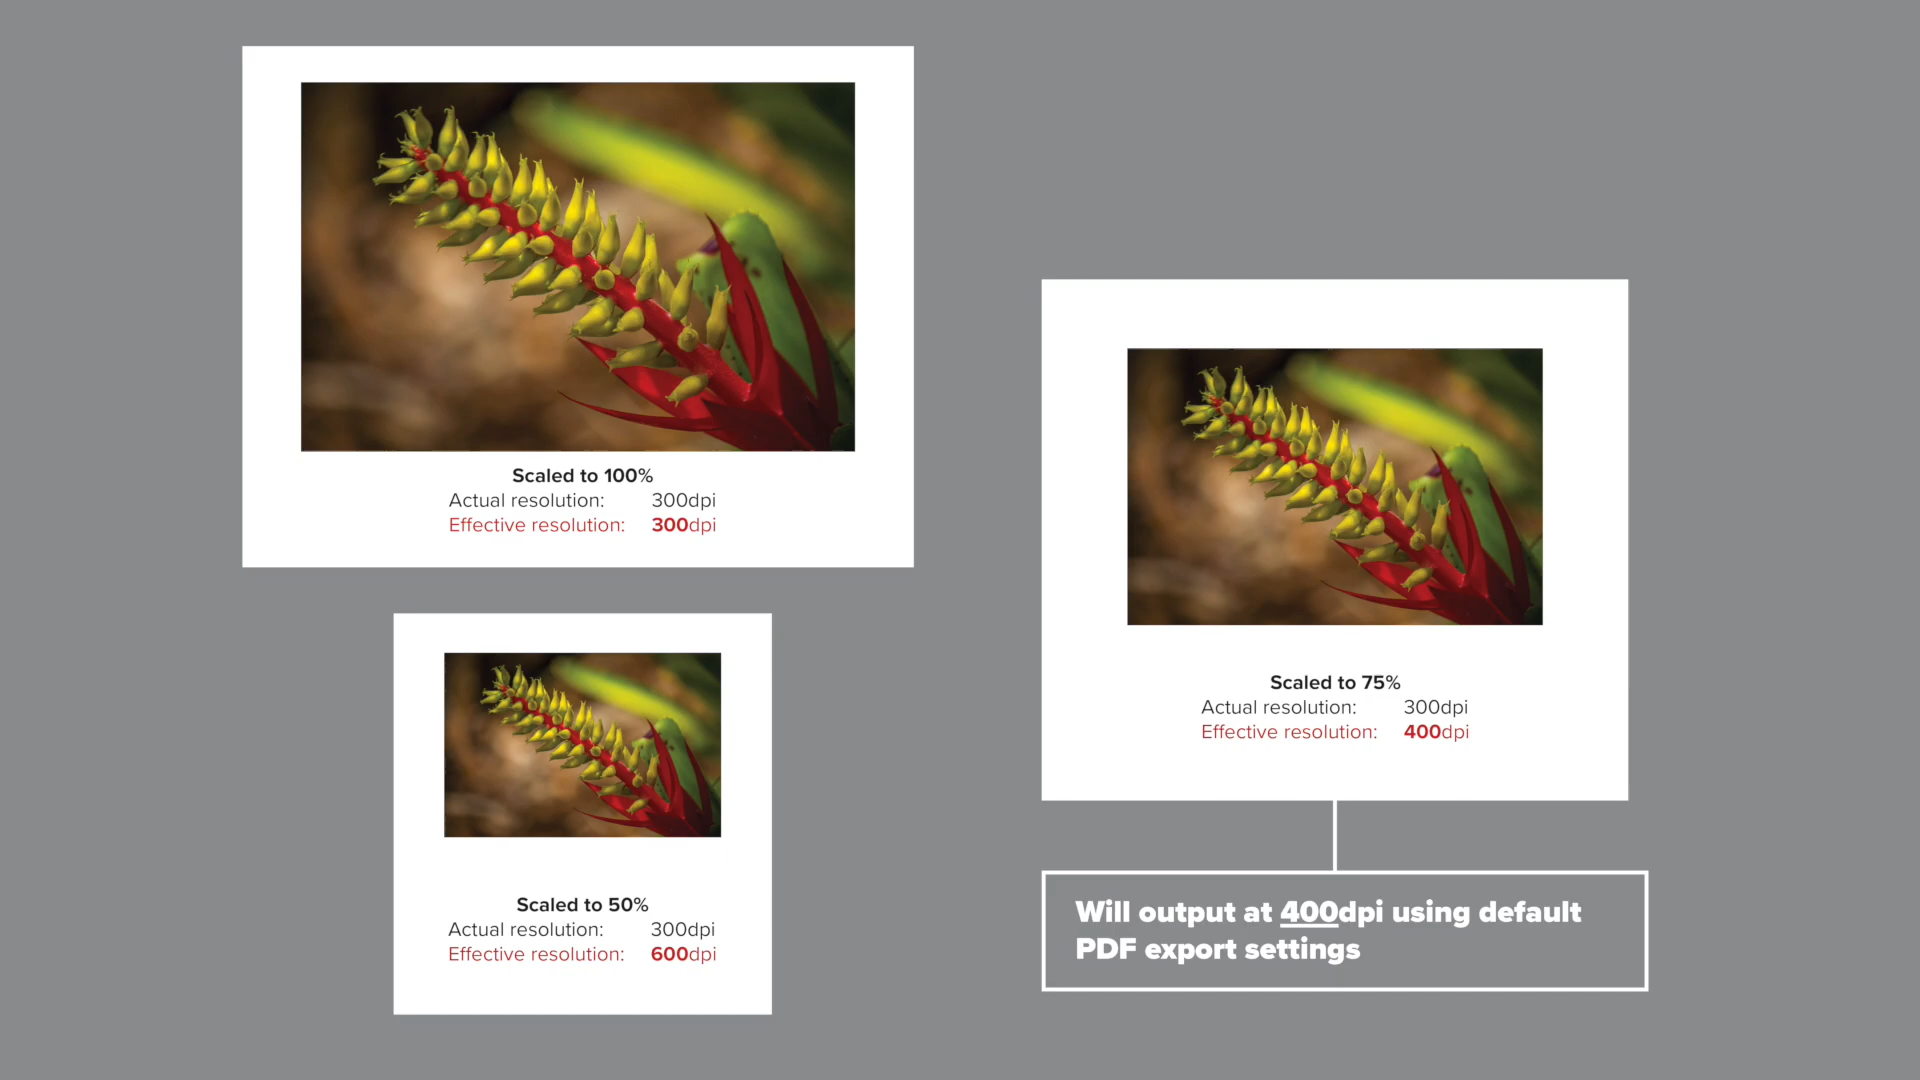 Scaled to 100%
Actual resolution: 300dpi
Effective resolution: 300dpi
Scaled to 50%
Actual resolution: 300dpi
Effective resolution: 600dpi
Scaled to 75%
Actual resolution: 300dpi
Effective resolution: 400dpi
Will output at 400dpi using default
PDF export settings